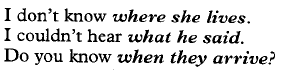 I don't know where she lives.
I couldn't hear what he said.
Do you know when they arrive?